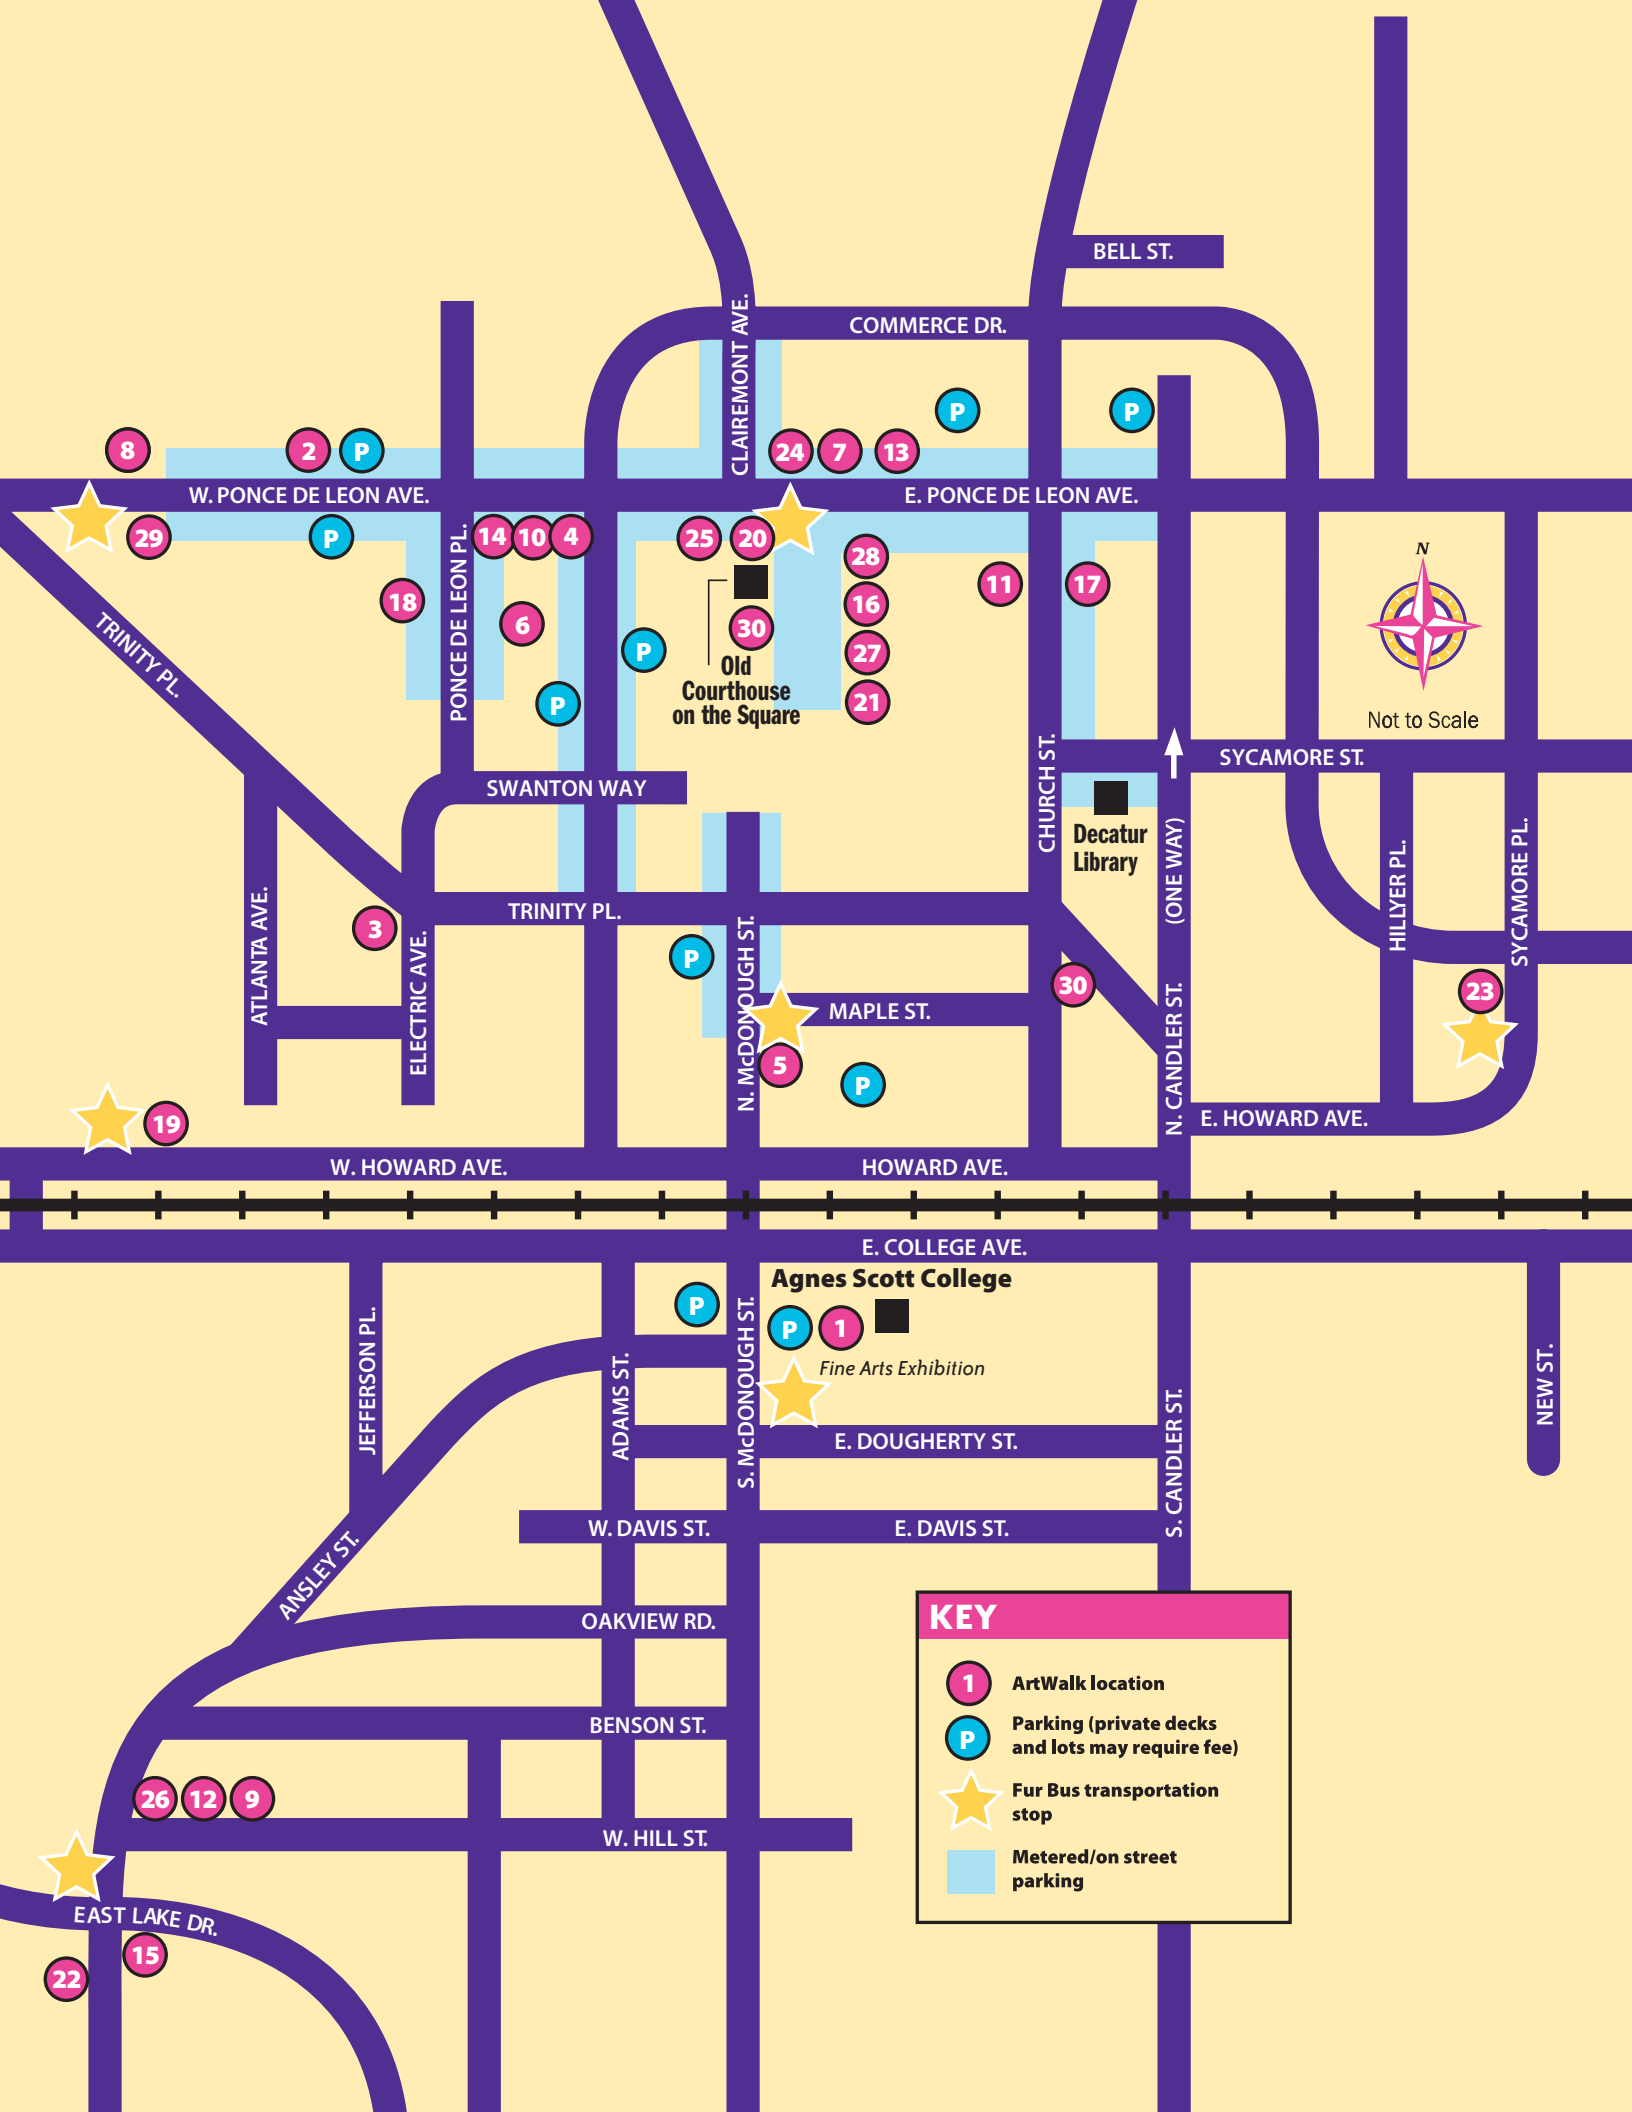 BELL ST.
CLAIREMONT AVE.
COMMERCE DR.
P
P
8
2
P
24
7
13
W. PONCE DE LEON AVE.
E. PONCE DE LEON AVE.
29
P
14
10
4
25
20
28
N
18
PONCE DE LEON PL.
6
11
17
16
30
27
21
P
P
TRINITY PL.
Old
Courthouse
on the Square
Not to Scale
SWANTON WAY
CHURCH ST.
SYCAMORE ST.
Decatur
Library
(ONE WAY)
HILLYER PL.
SYCAMORE PL.
TRINITY PL.
3
ATLANTA AVE.
ELECTRIC AVE.
P
N. McDONOUGH ST.
MAPLE ST.
30
N. CANDLER ST.
23
5
P
19
E. HOWARD AVE.
W. HOWARD AVE.
HOWARD AVE.
E. COLLEGE AVE.
Agnes Scott College
P
P
1
Fine Arts Exhibition
JEFFERSON PL.
ADAMS ST.
S. McDONOUGH ST.
S. CANDLER ST.
NEW ST.
E. DOUGHERTY ST.
W. DAVIS ST.
E. DAVIS ST.
ANSLEY ST.
OAKVIEW RD.
BENSON ST.
26
12
9
W. HILL ST.
EAST LAKE DR.
15
22
KEY
1
ArtWalk location
P
Parking (private decks
and lots may require fee)
Fur Bus transportation
stop
Metered/on street
parking